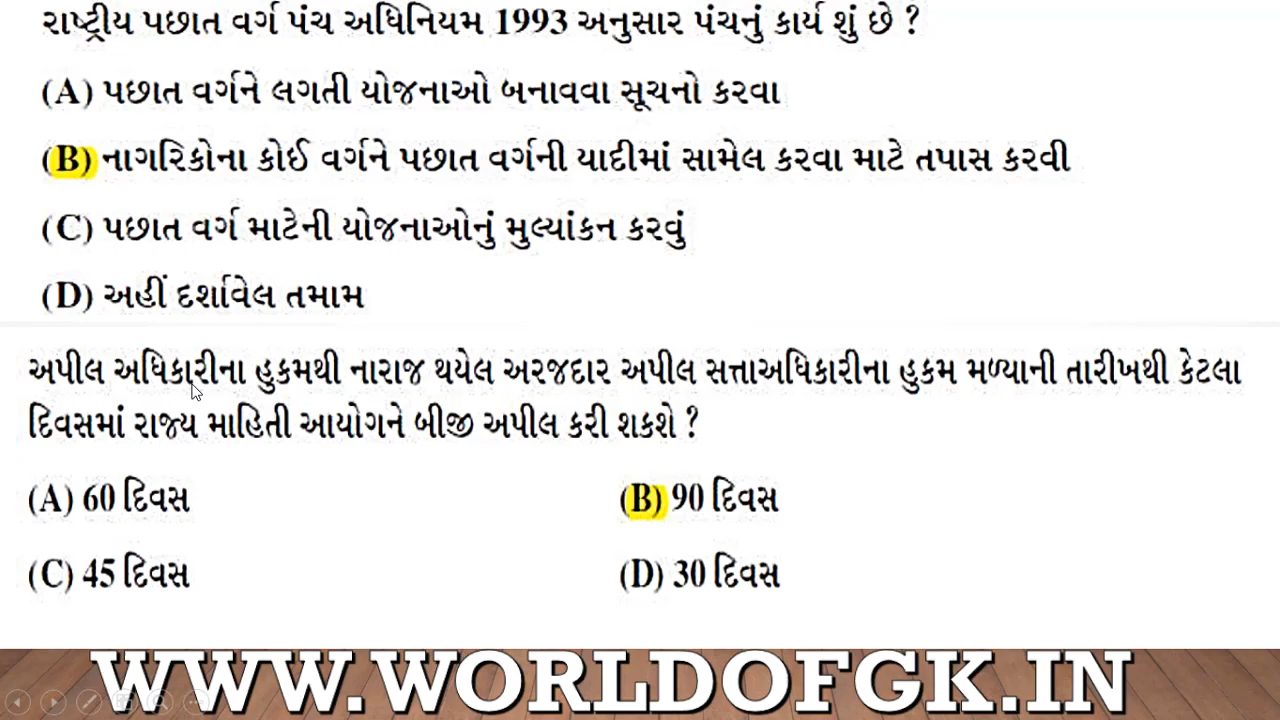 રાષ્ટ્રીય પછાત વર્ગ પંચ અધિનિયમ 1993 અનુસાર પંચનું કાર્ય શું છે ?
(A) પછાત વર્ગને લગતી યોજનાઓ બનાવવા સૂચનો કરવા
(B) નાગરિકોના કોઈ વર્ગને પછાત વર્ગની યાદીમાં સામેલ કરવા માટે તપાસ કરવી
(C) પછાત વર્ગ માટેની યોજનાઓનું મુલ્યાંકન કરવું
(D) અહીં દર્શાવેલ તમામ
અપીલ અધિકારીના હુકમથી નારાજ થયેલ અરજદાર અપીલ સત્તાઅધિકારીના હુકમ મળ્યાની તારીખથી કેટલા
દિવસમાં રાજ્ય માહિતી આયોગને બીજી અપીલ કરી શકશે ?
(A) 60 દિવસ (B) 90 દિવસ
(C) 45 દિવસ (D) 30 દિવસ
WWW.WORLDOFGK.IN